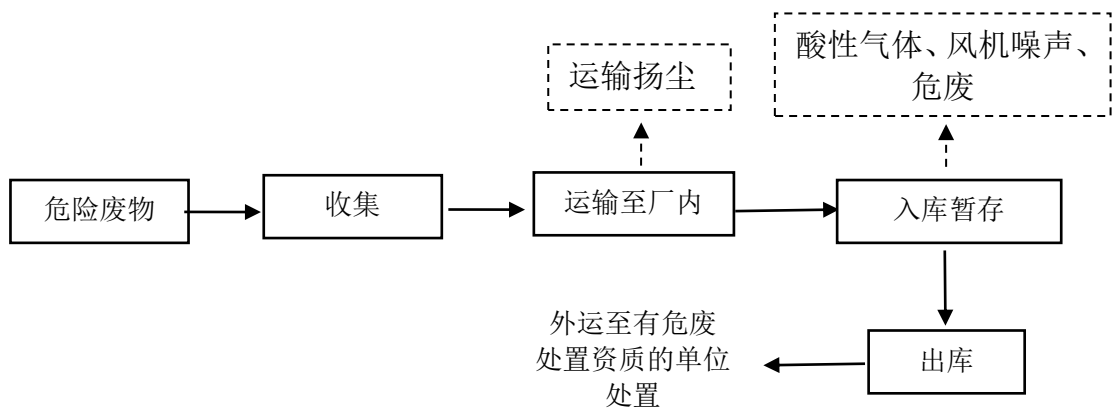 运输扬尘
酸性气体、风机噪声、
危废
危险废物
收集
运输至厂内
入库暂存
外运至有危废
处置资质的单位
处置
出库